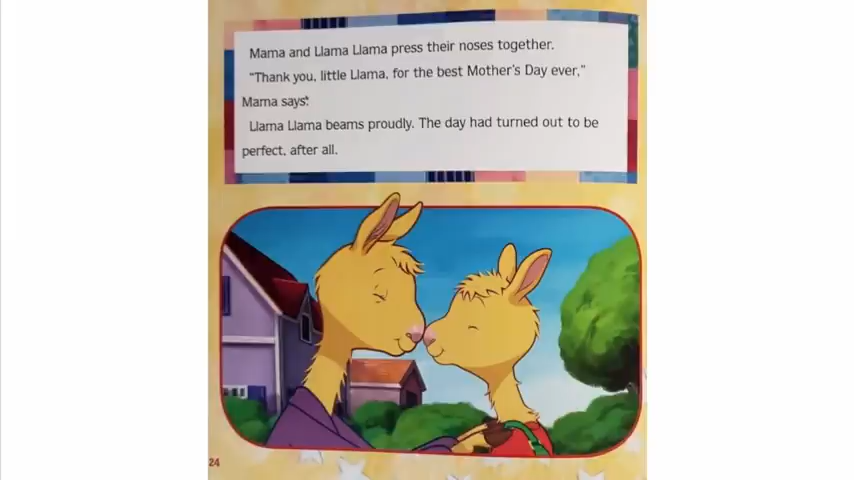 Mama and Llama Llama press their noses together.
"Thank you, little Llama, for the best Mother's Day ever,"
Mama says.
Llama Llama beams proudly. The day had turned out to be
perfect, after all.
24